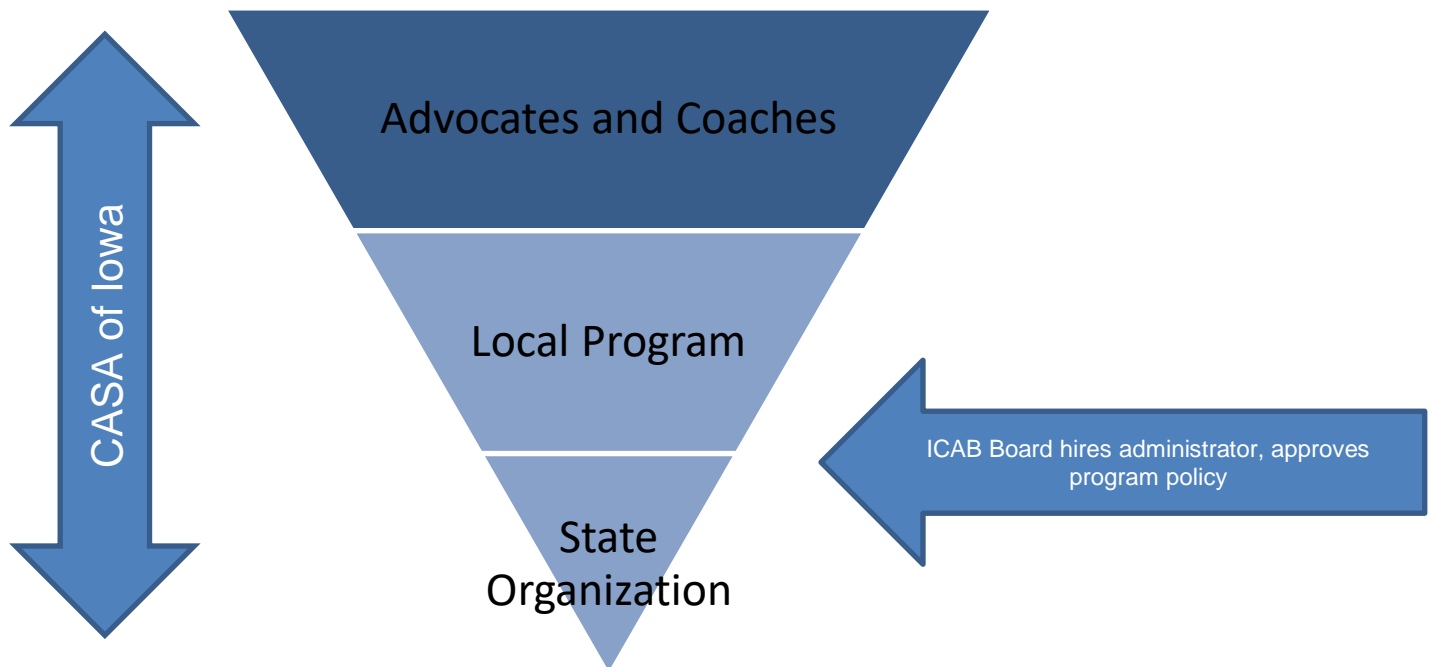 CASA of Iowa
Advocates and Coaches
Local Program
State
Organization
ICAB Board hires administrator, approves
program policy